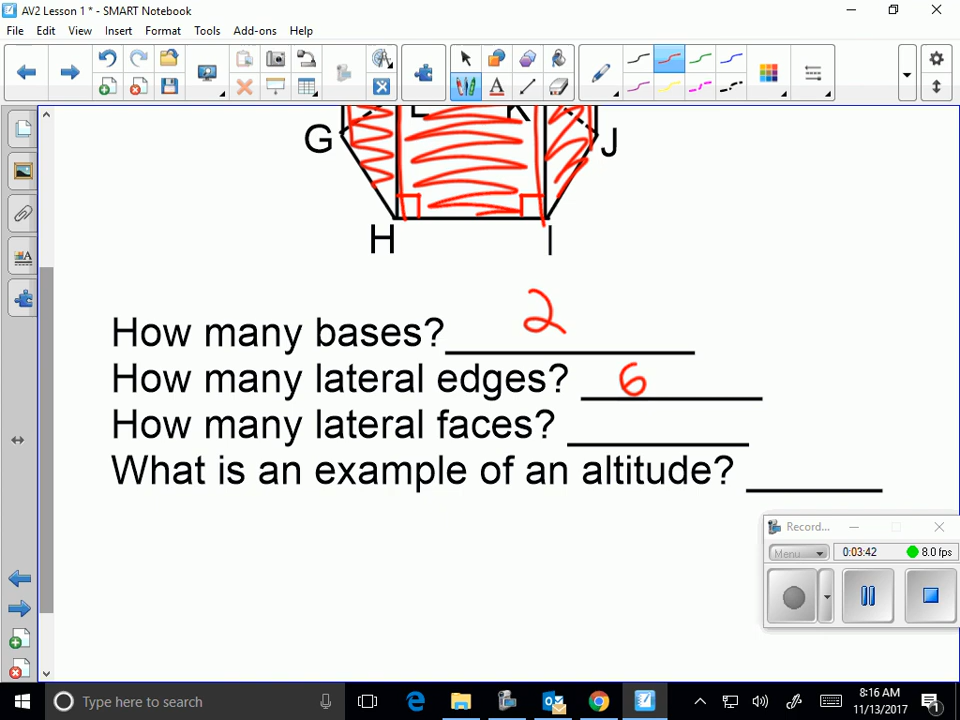 AV2 Lesson 1 * - SMART Notebook
File Edit View Insert Format Tools Add-ons Help
G K J
H I
How many bases? 2
How many lateral edges? 6
How many lateral faces?
What is an example of an altitude?
Record...
Menu 0:03:42 8.0 fps
Type here to search
8:16 AM
11/13/2017